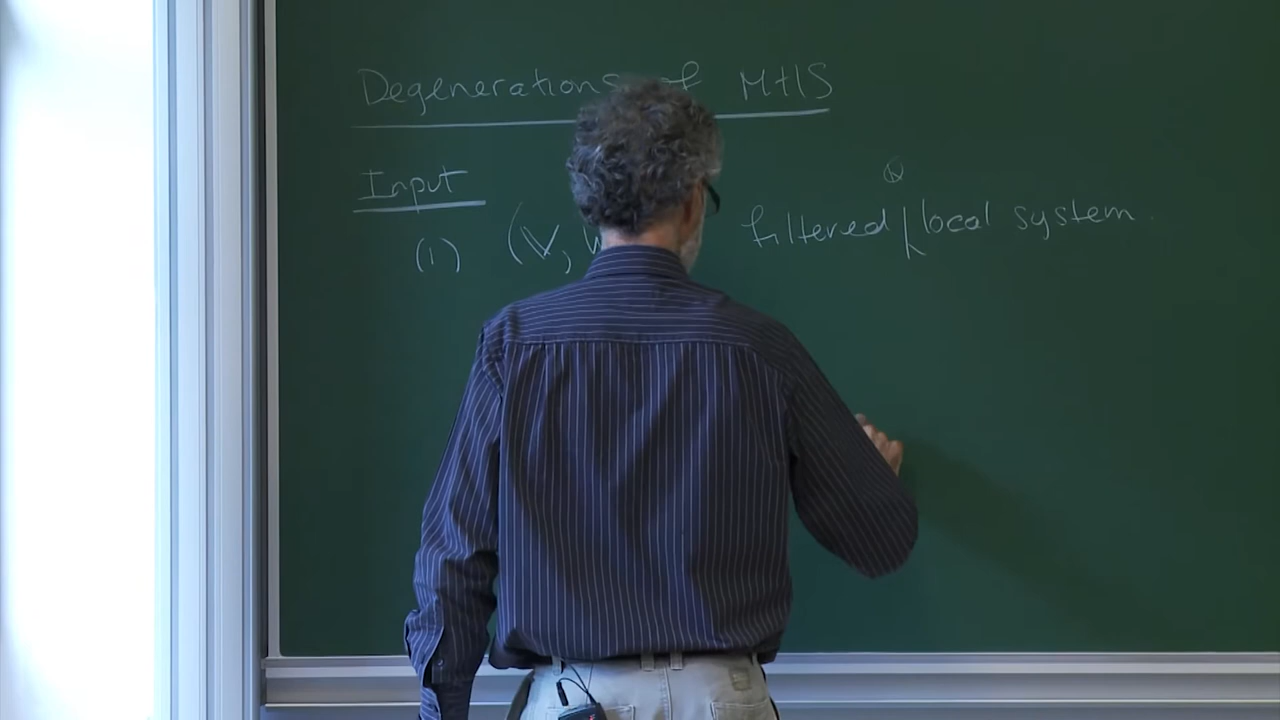 Degenerations of MHS
Input
ℚ
(1) (𝕍, W filtered / local system.